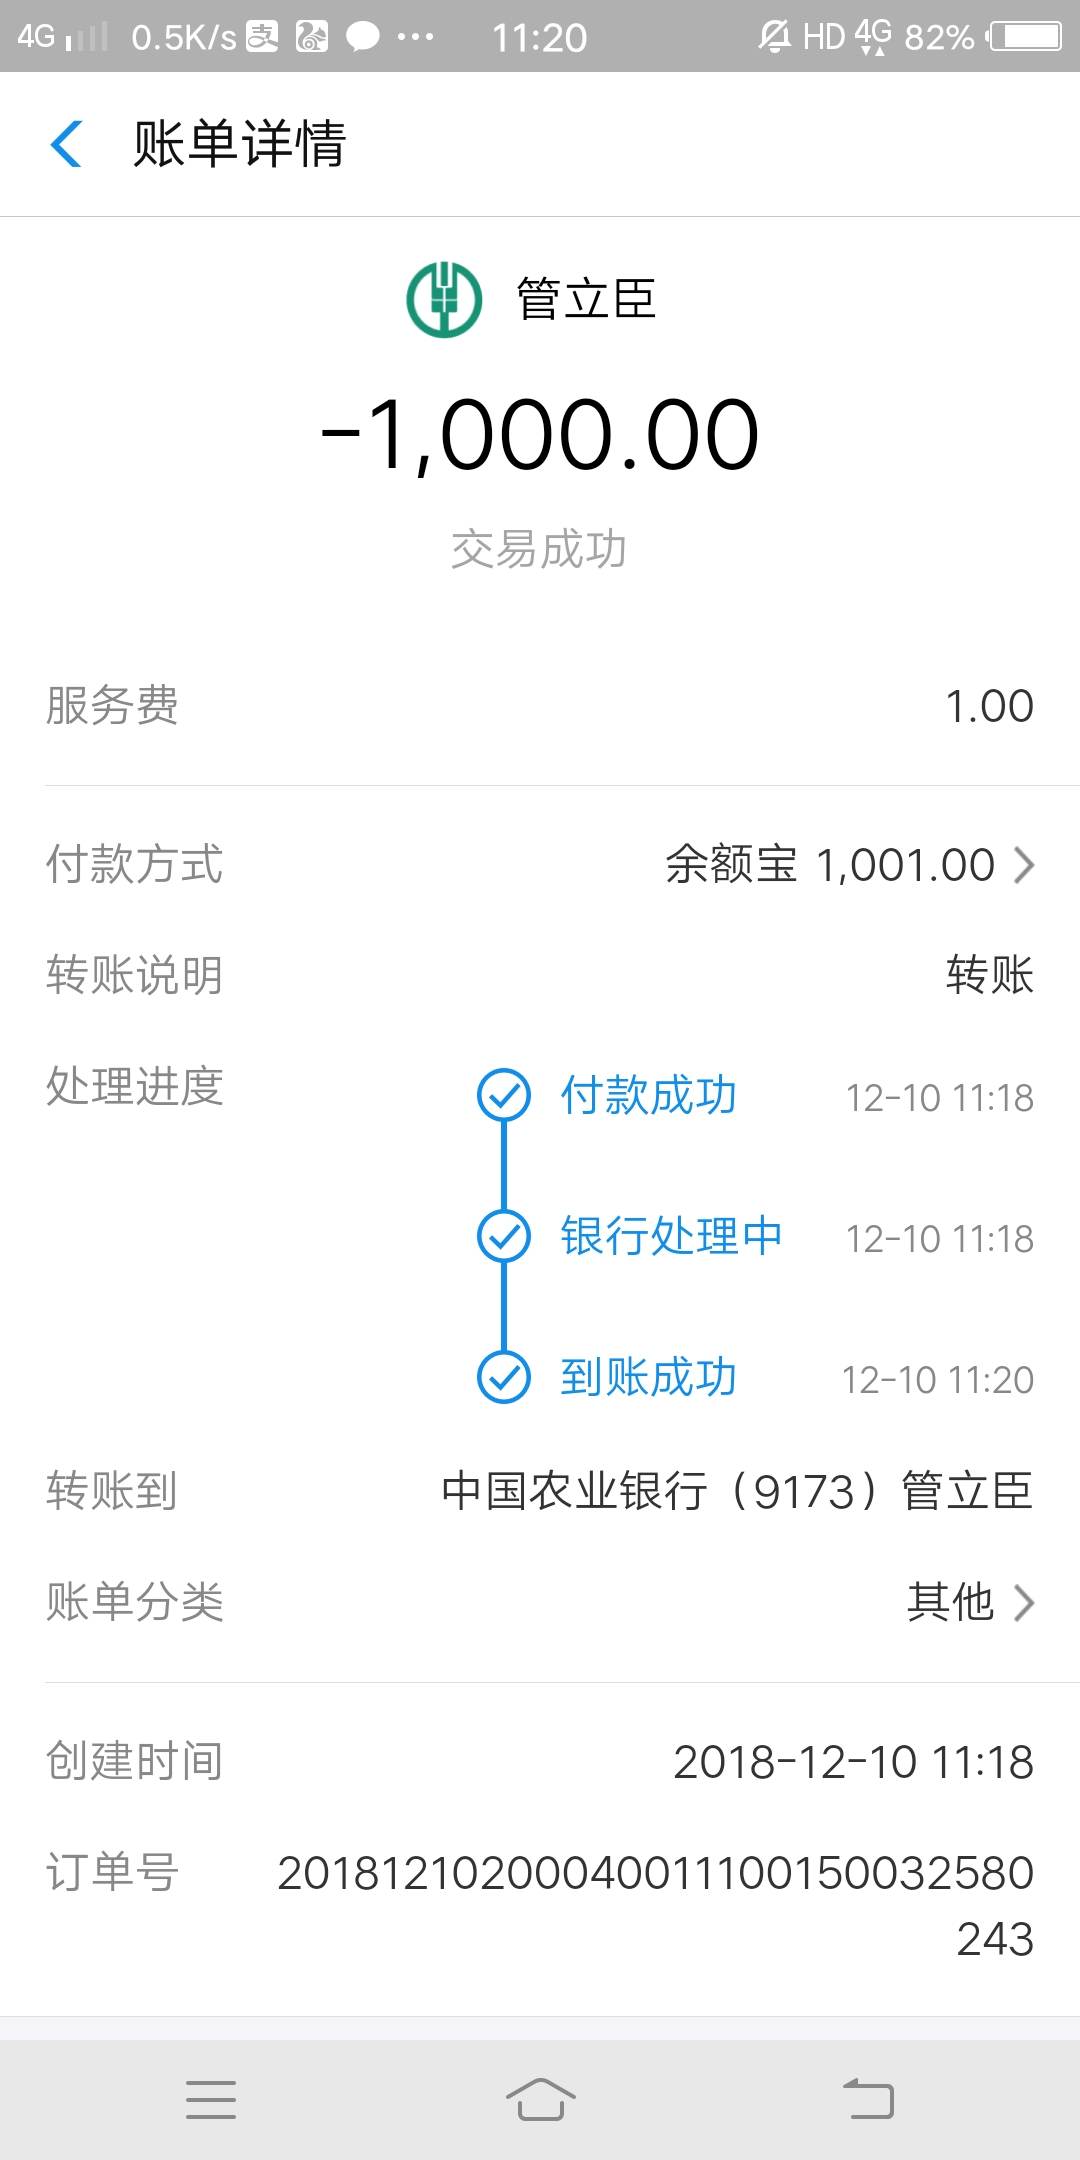 4G 0.5K/s 支 ··· 11:20 HD 4G 82%
账单详情
管立臣
-1,000.00
交易成功
服务费 1.00
付款方式 余额宝 1,001.00
转账说明 转账
处理进度 付款成功 12-10 11:18
银行处理中 12-10 11:18
到账成功 12-10 11:20
转账到 中国农业银行（9173）管立臣
账单分类 其他
创建时间 2018-12-10 11:18
订单号 20181210200040011100150032580
243